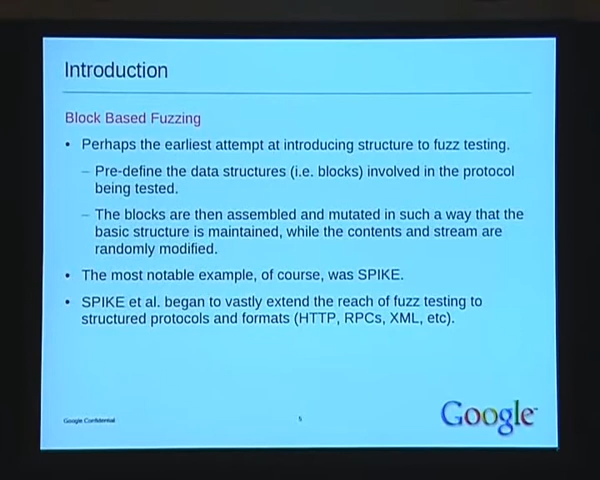 Introduction
Block Based Fuzzing
• Perhaps the earliest attempt at introducing structure to fuzz testing.
– Pre-define the data structures (i.e. blocks) involved in the protocol
being tested.
– The blocks are then assembled and mutated in such a way that the
basic structure is maintained, while the contents and stream are
randomly modified.
• The most notable example, of course, was SPIKE.
• SPIKE et al. began to vastly extend the reach of fuzz testing to
structured protocols and formats (HTTP, RPCs, XML, etc).
Google Confidential
Google